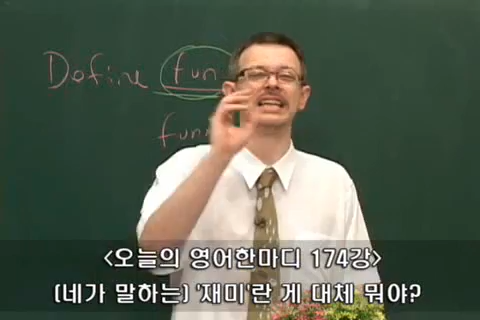 Define fun
fun
<오늘의 영어한마디 174강>
(네가 말하는) '재미'란 게 대체 뭐야?